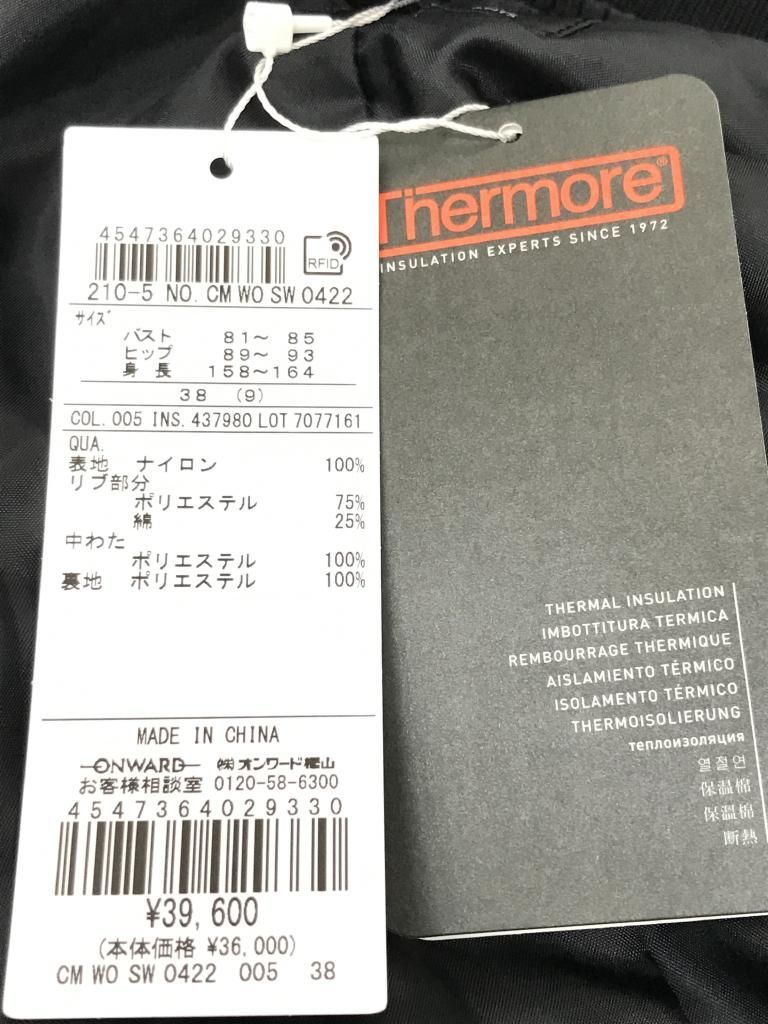 4547364029330
RFID
210-5 NO. CM WO SW 0422
サイズ
バスト 81～ 85
ヒップ 89～ 93
身 長 158～164
38 (9)
COL. 005 INS. 437980 LOT 7077161
QUA.
表地 ナイロン 100%
リブ部分
ポリエステル 75%
綿 25%
中わた
ポリエステル 100%
裏地 ポリエステル 100%
MADE IN CHINA
ONWARD ㈱オンワード樫山
お客様相談室 0120-58-6300
4547364029330
¥39,600
(本体価格 ¥36,000)
CM WO SW 0422 005 38
Thermore®
INSULATION EXPERTS SINCE 1972
THERMAL INSULATION
IMBOTTITURA TERMICA
REMBOURRAGE THERMIQUE
AISLAMIENTO TÉRMICO
ISOLAMENTO TÉRMICO
THERMOISOLIERUNG
теплоизоляция
열절연
保温棉
保溫棉
断熱